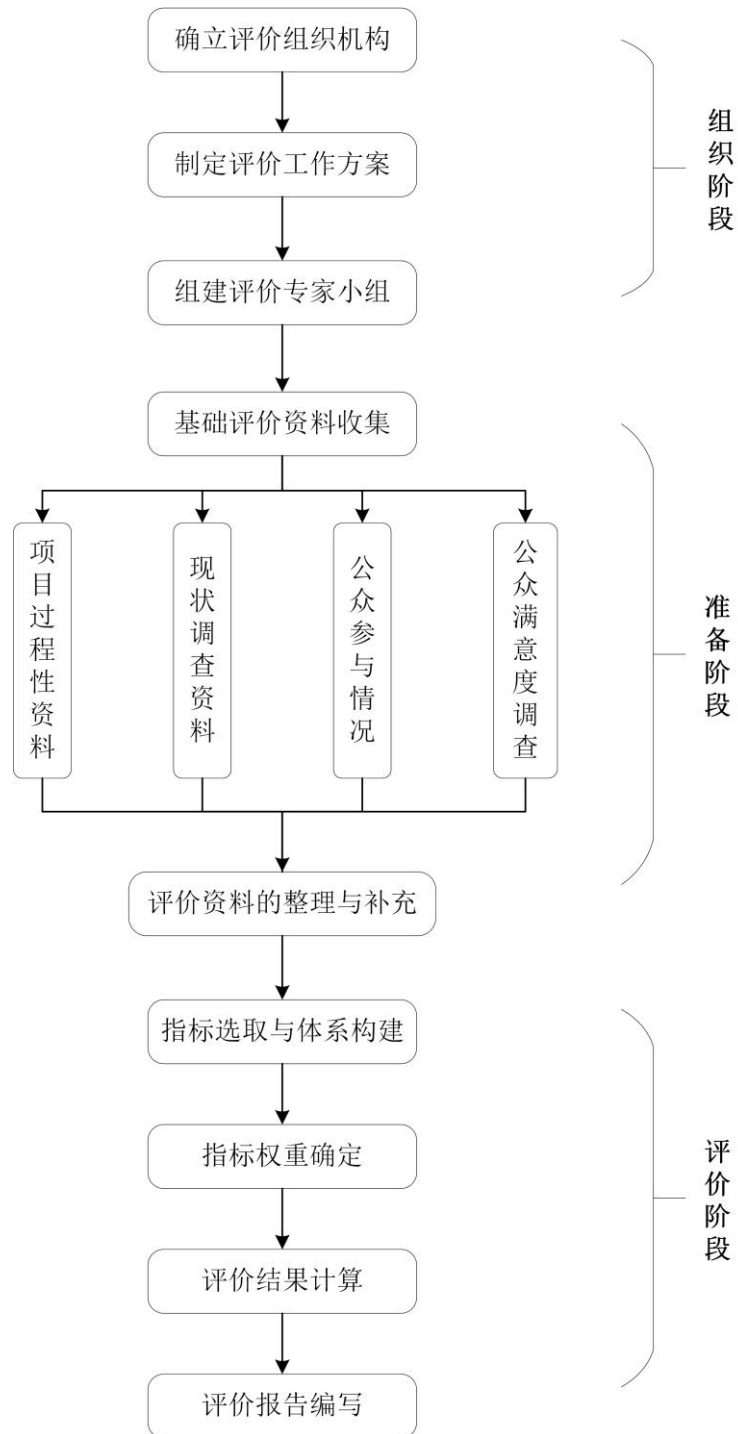 确立评价组织机构
制定评价工作方案
组建评价专家小组
组织阶段
基础评价资料收集
项目过程性资料
现状调查资料
公众参与情况
公众满意度调查
准备阶段
评价资料的整理与补充
指标选取与体系构建
指标权重确定
评价结果计算
评价报告编写
评价阶段